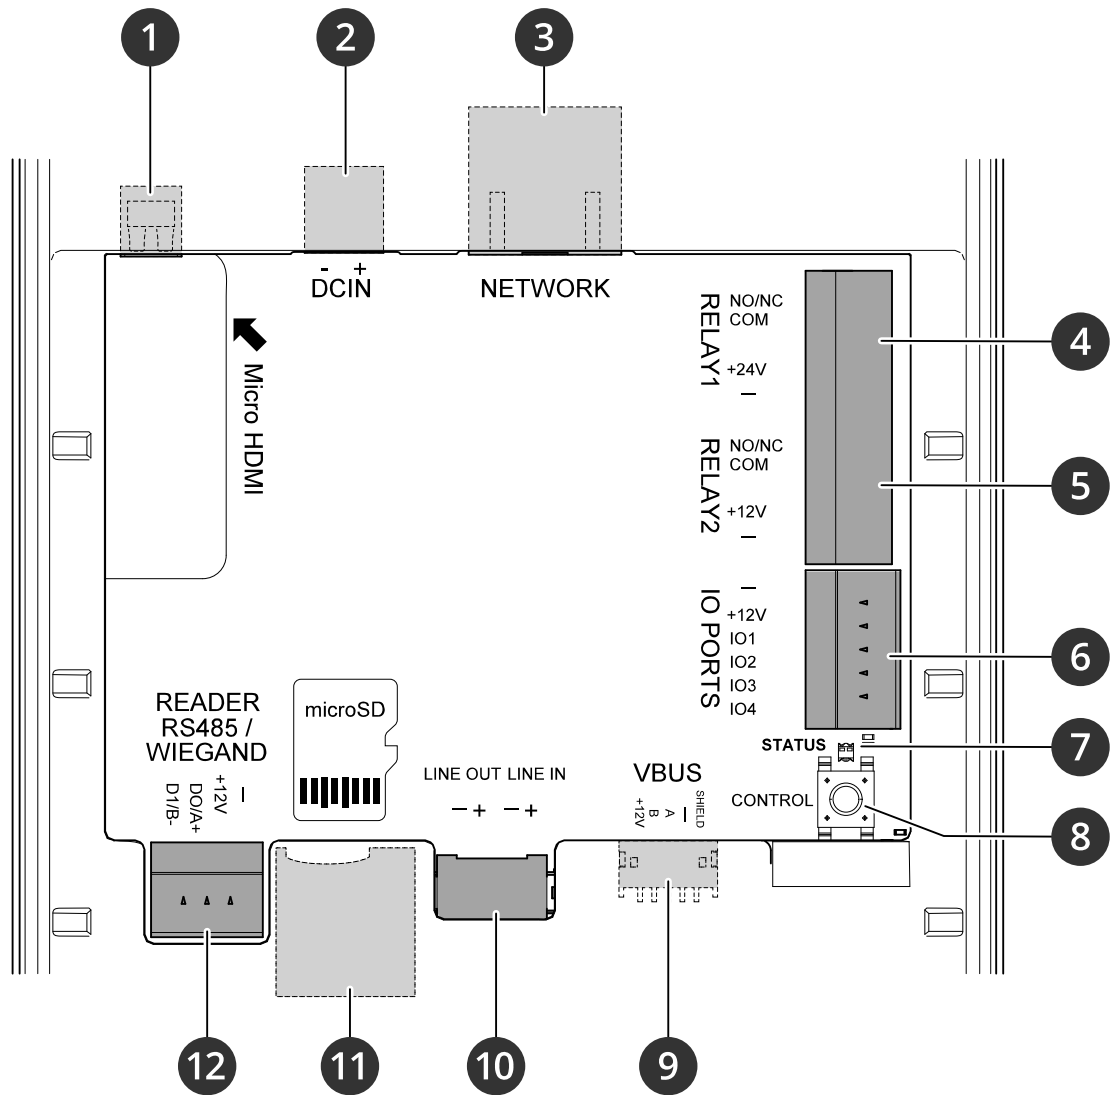 1
2
3
- +
DCIN
NETWORK
Micro HDMI
RELAY1
NO/NC
COM
+24V
—
4
RELAY2
NO/NC
COM
+12V
—
5
IO PORTS
—
+12V
IO1
IO2
IO3
IO4
6
STATUS
7
CONTROL
8
READER
RS485 /
WIEGAND
D1/B-
D0/A+
+12V
—
microSD
LINE OUT LINE IN
— + — +
VBUS
+12V
B
A
—
SHIELD
12
11
10
9